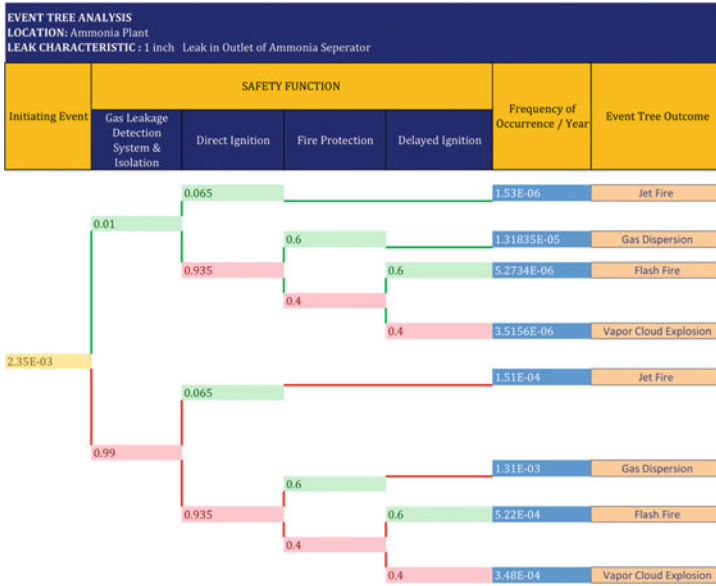 EVENT TREE ANALYSIS
LOCATION: Ammonia Plant
LEAK CHARACTERISTIC : 1 inch Leak in Outlet of Ammonia Seperator
Initiating Event
SAFETY FUNCTION
Frequency of
Occurrence / Year
Event Tree Outcome
Gas Leakage
Detection
System &
Isolation
Direct Ignition
Fire Protection
Delayed Ignition
0.065
1.53E-06
Jet Fire
0.01
0.6
1.31835E-05
Gas Dispersion
0.935
0.6
5.2734E-06
Flash Fire
0.4
0.4
3.5156E-06
Vapor Cloud Explosion
2.35E-03
0.065
1.51E-04
Jet Fire
0.99
0.6
1.31E-03
Gas Dispersion
0.935
0.6
5.22E-04
Flash Fire
0.4
0.4
3.48E-04
Vapor Cloud Explosion